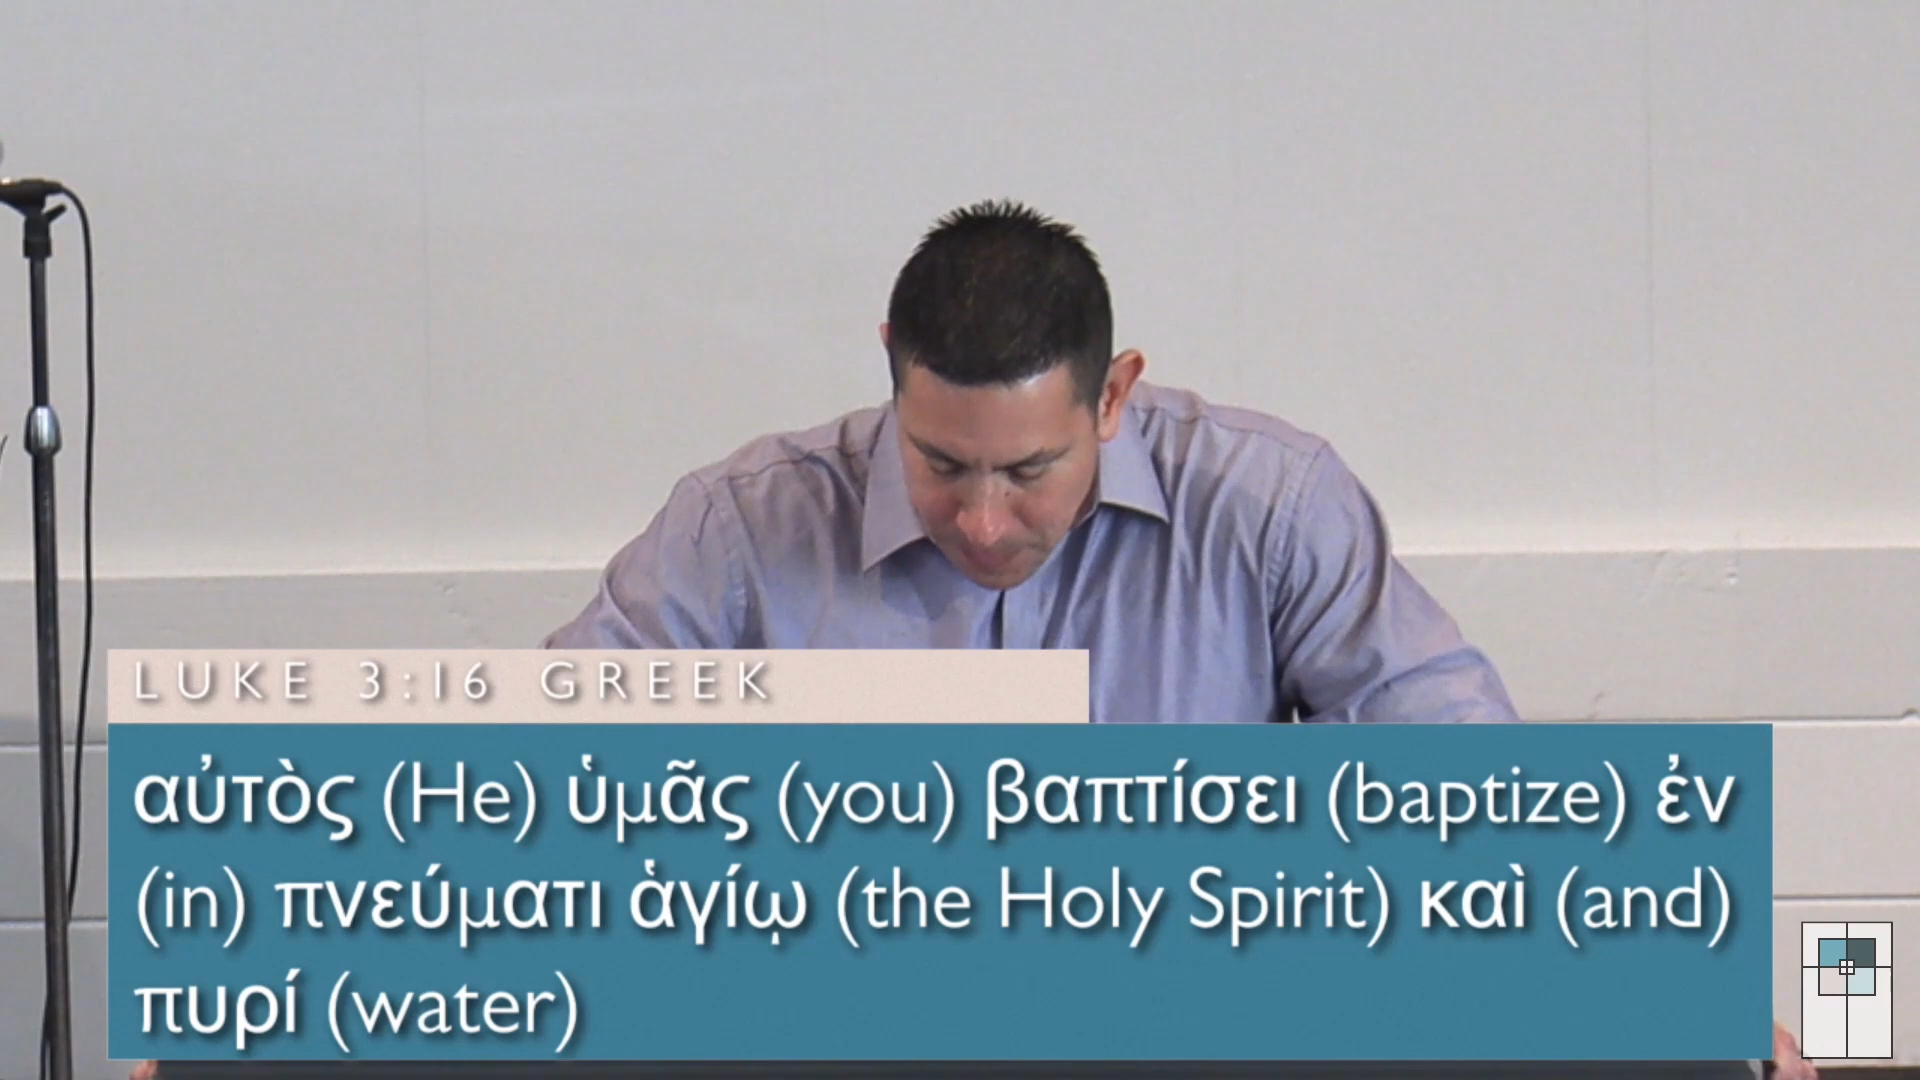 LUKE 3:16 GREEK
αὐτὸς (He) ὑμᾶς (you) βαπτίσει (baptize) ἐν
(in) πνεύματι ἁγίῳ (the Holy Spirit) καὶ (and)
πυρί (water)